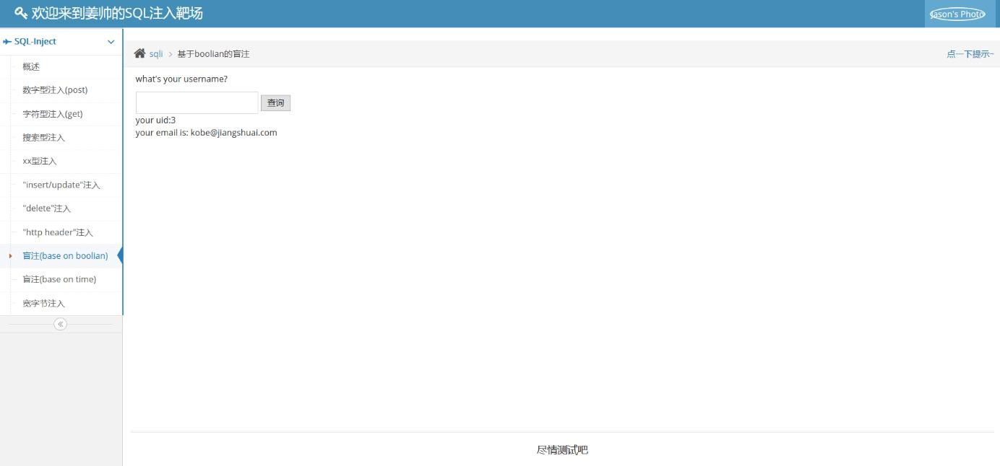 欢迎来到姜帅的SQL注入靶场
Jason's Photo
SQL-Inject
概述
数字型注入(post)
字符型注入(get)
搜索型注入
xx型注入
"insert/update"注入
"delete"注入
"http header"注入
盲注(base on boolian)
盲注(base on time)
宽字节注入
sqli > 基于boolian的盲注
点一下提示~
what's your username?
查询
your uid:3
your email is: kobe@jiangshuai.com
尽情测试吧